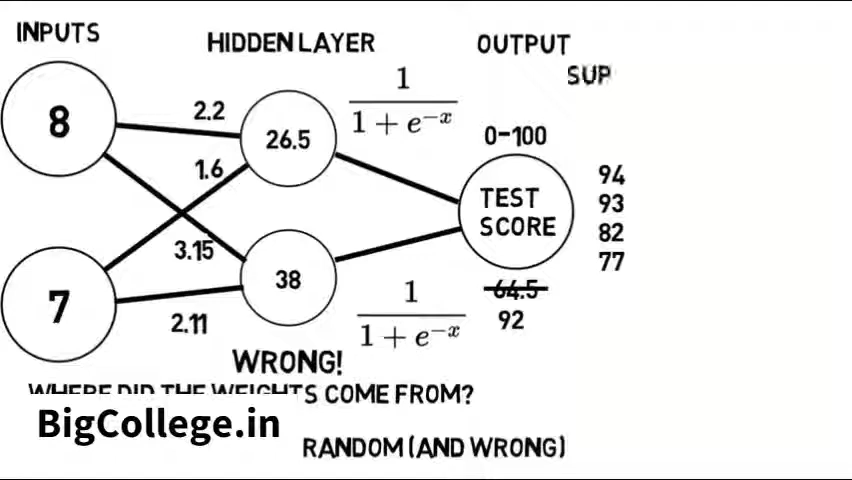 INPUTS
HIDDEN LAYER
OUTPUT
SUP
8
2.2
26.5
1
1 + e^{-x}
0-100
1.6
TEST
SCORE
94
93
82
77
3.15
7
2.11
38
1
1 + e^{-x}
64.5
92
WRONG!
WHERE DID THE WEIGHTS COME FROM?
BigCollege.in
RANDOM (AND WRONG)